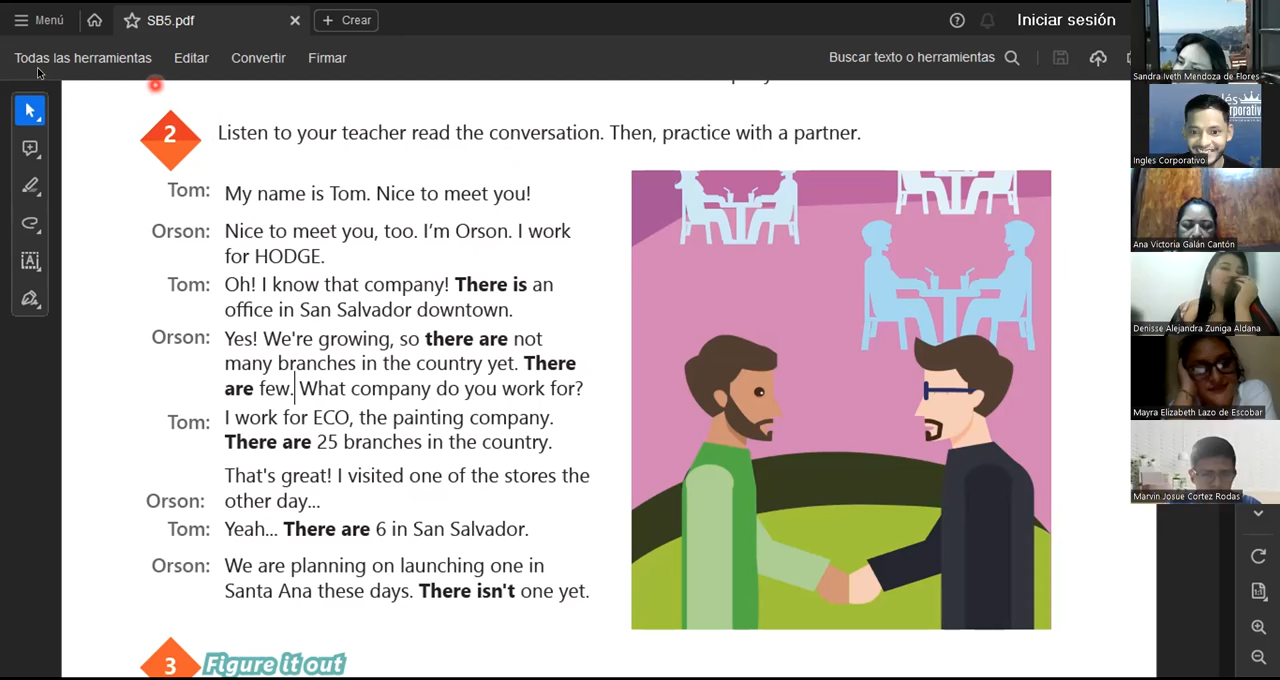 Menú
SB5.pdf
Crear
Iniciar sesión
Todas las herramientas Editar Convertir Firmar
Buscar texto o herramientas
2 Listen to your teacher read the conversation. Then, practice with a partner.
Tom: My name is Tom. Nice to meet you!
Orson: Nice to meet you, too. I'm Orson. I work
for HODGE.
Tom: Oh! I know that company! There is an
office in San Salvador downtown.
Orson: Yes! We're growing, so there are not
many branches in the country yet. There
are few. What company do you work for?
Tom: I work for ECO, the painting company.
There are 25 branches in the country.
That's great! I visited one of the stores the
Orson: other day...
Tom: Yeah... There are 6 in San Salvador.
Orson: We are planning on launching one in
Santa Ana these days. There isn't one yet.
3 Figure it out
Sandra Iveth Mendoza de Flores
Ingles Corporativo
Ana Victoria Galán Cantón
Denisse Alejandra Zuniga Aldana
Mayra Elizabeth Lazo de Escobar
Marvin Josue Cortez Rodas